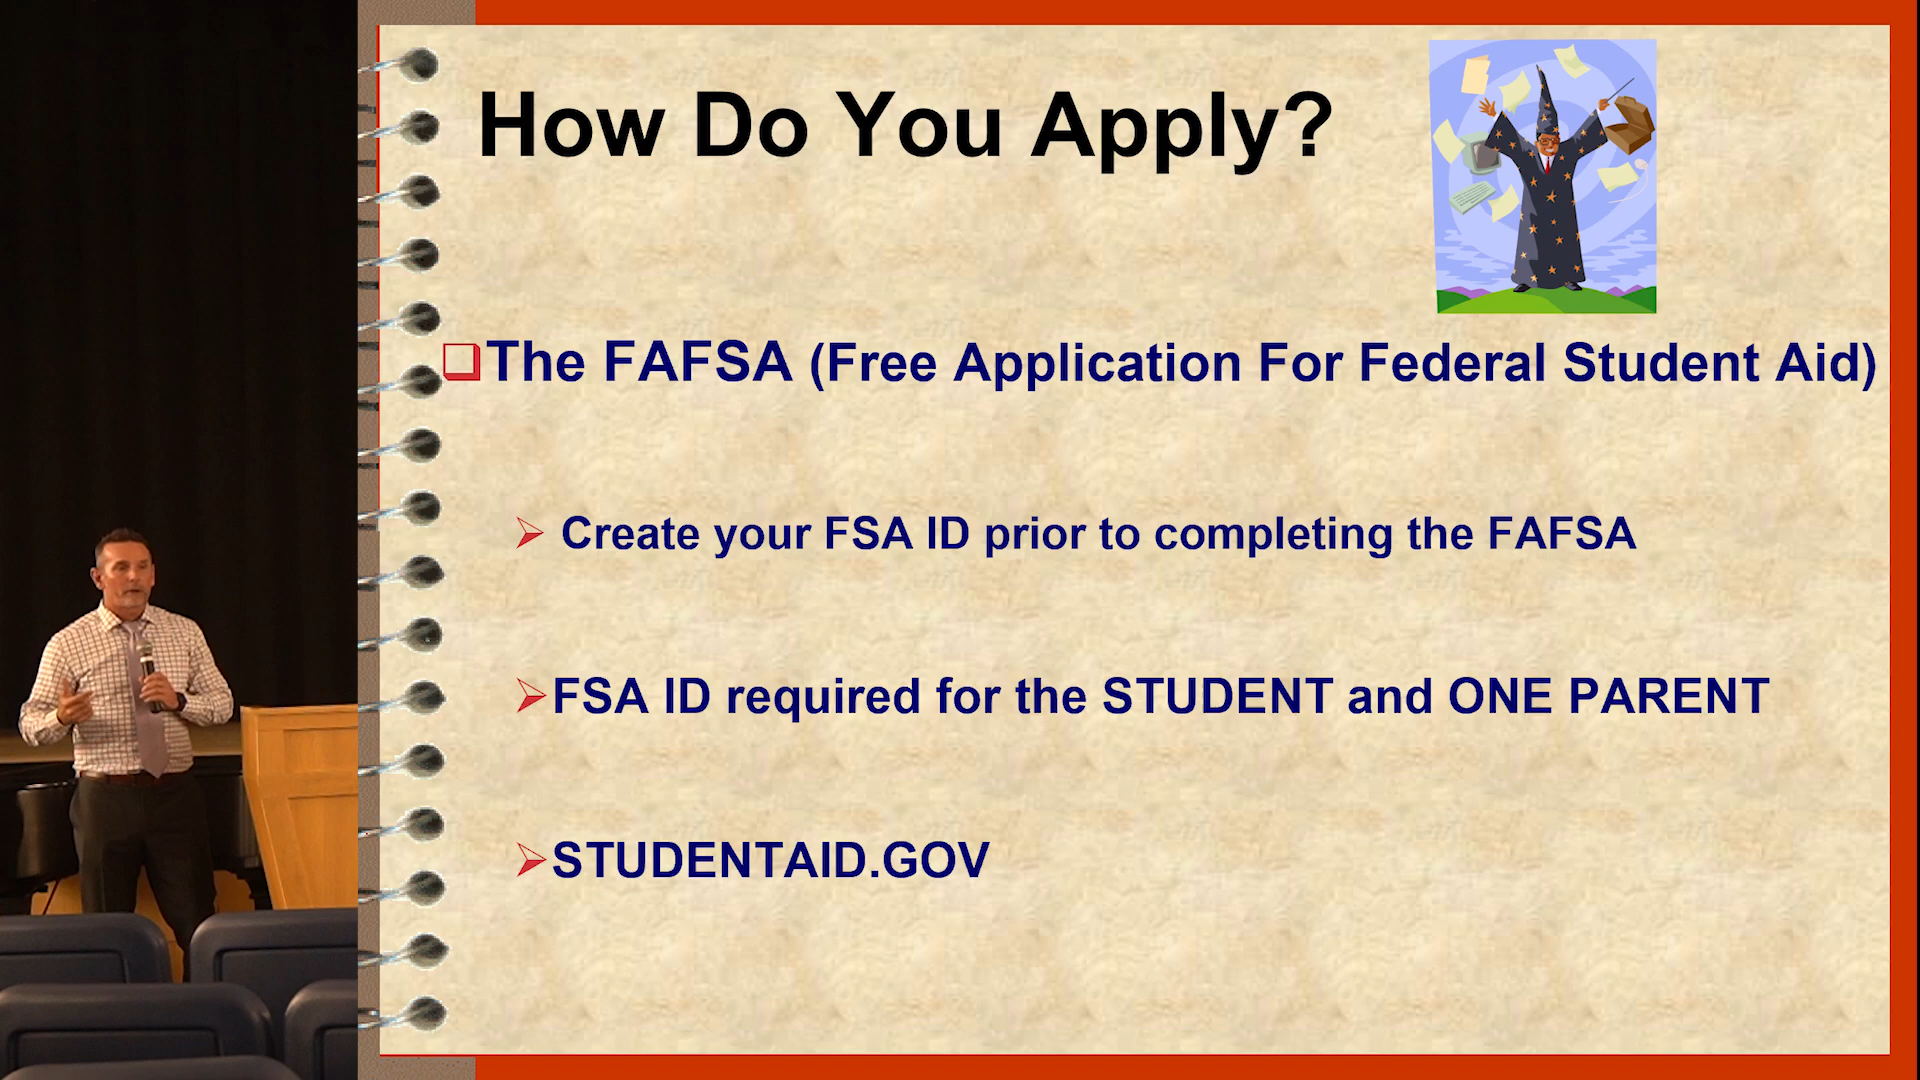 How Do You Apply?
The FAFSA (Free Application For Federal Student Aid)
Create your FSA ID prior to completing the FAFSA
FSA ID required for the STUDENT and ONE PARENT
STUDENTAID.GOV